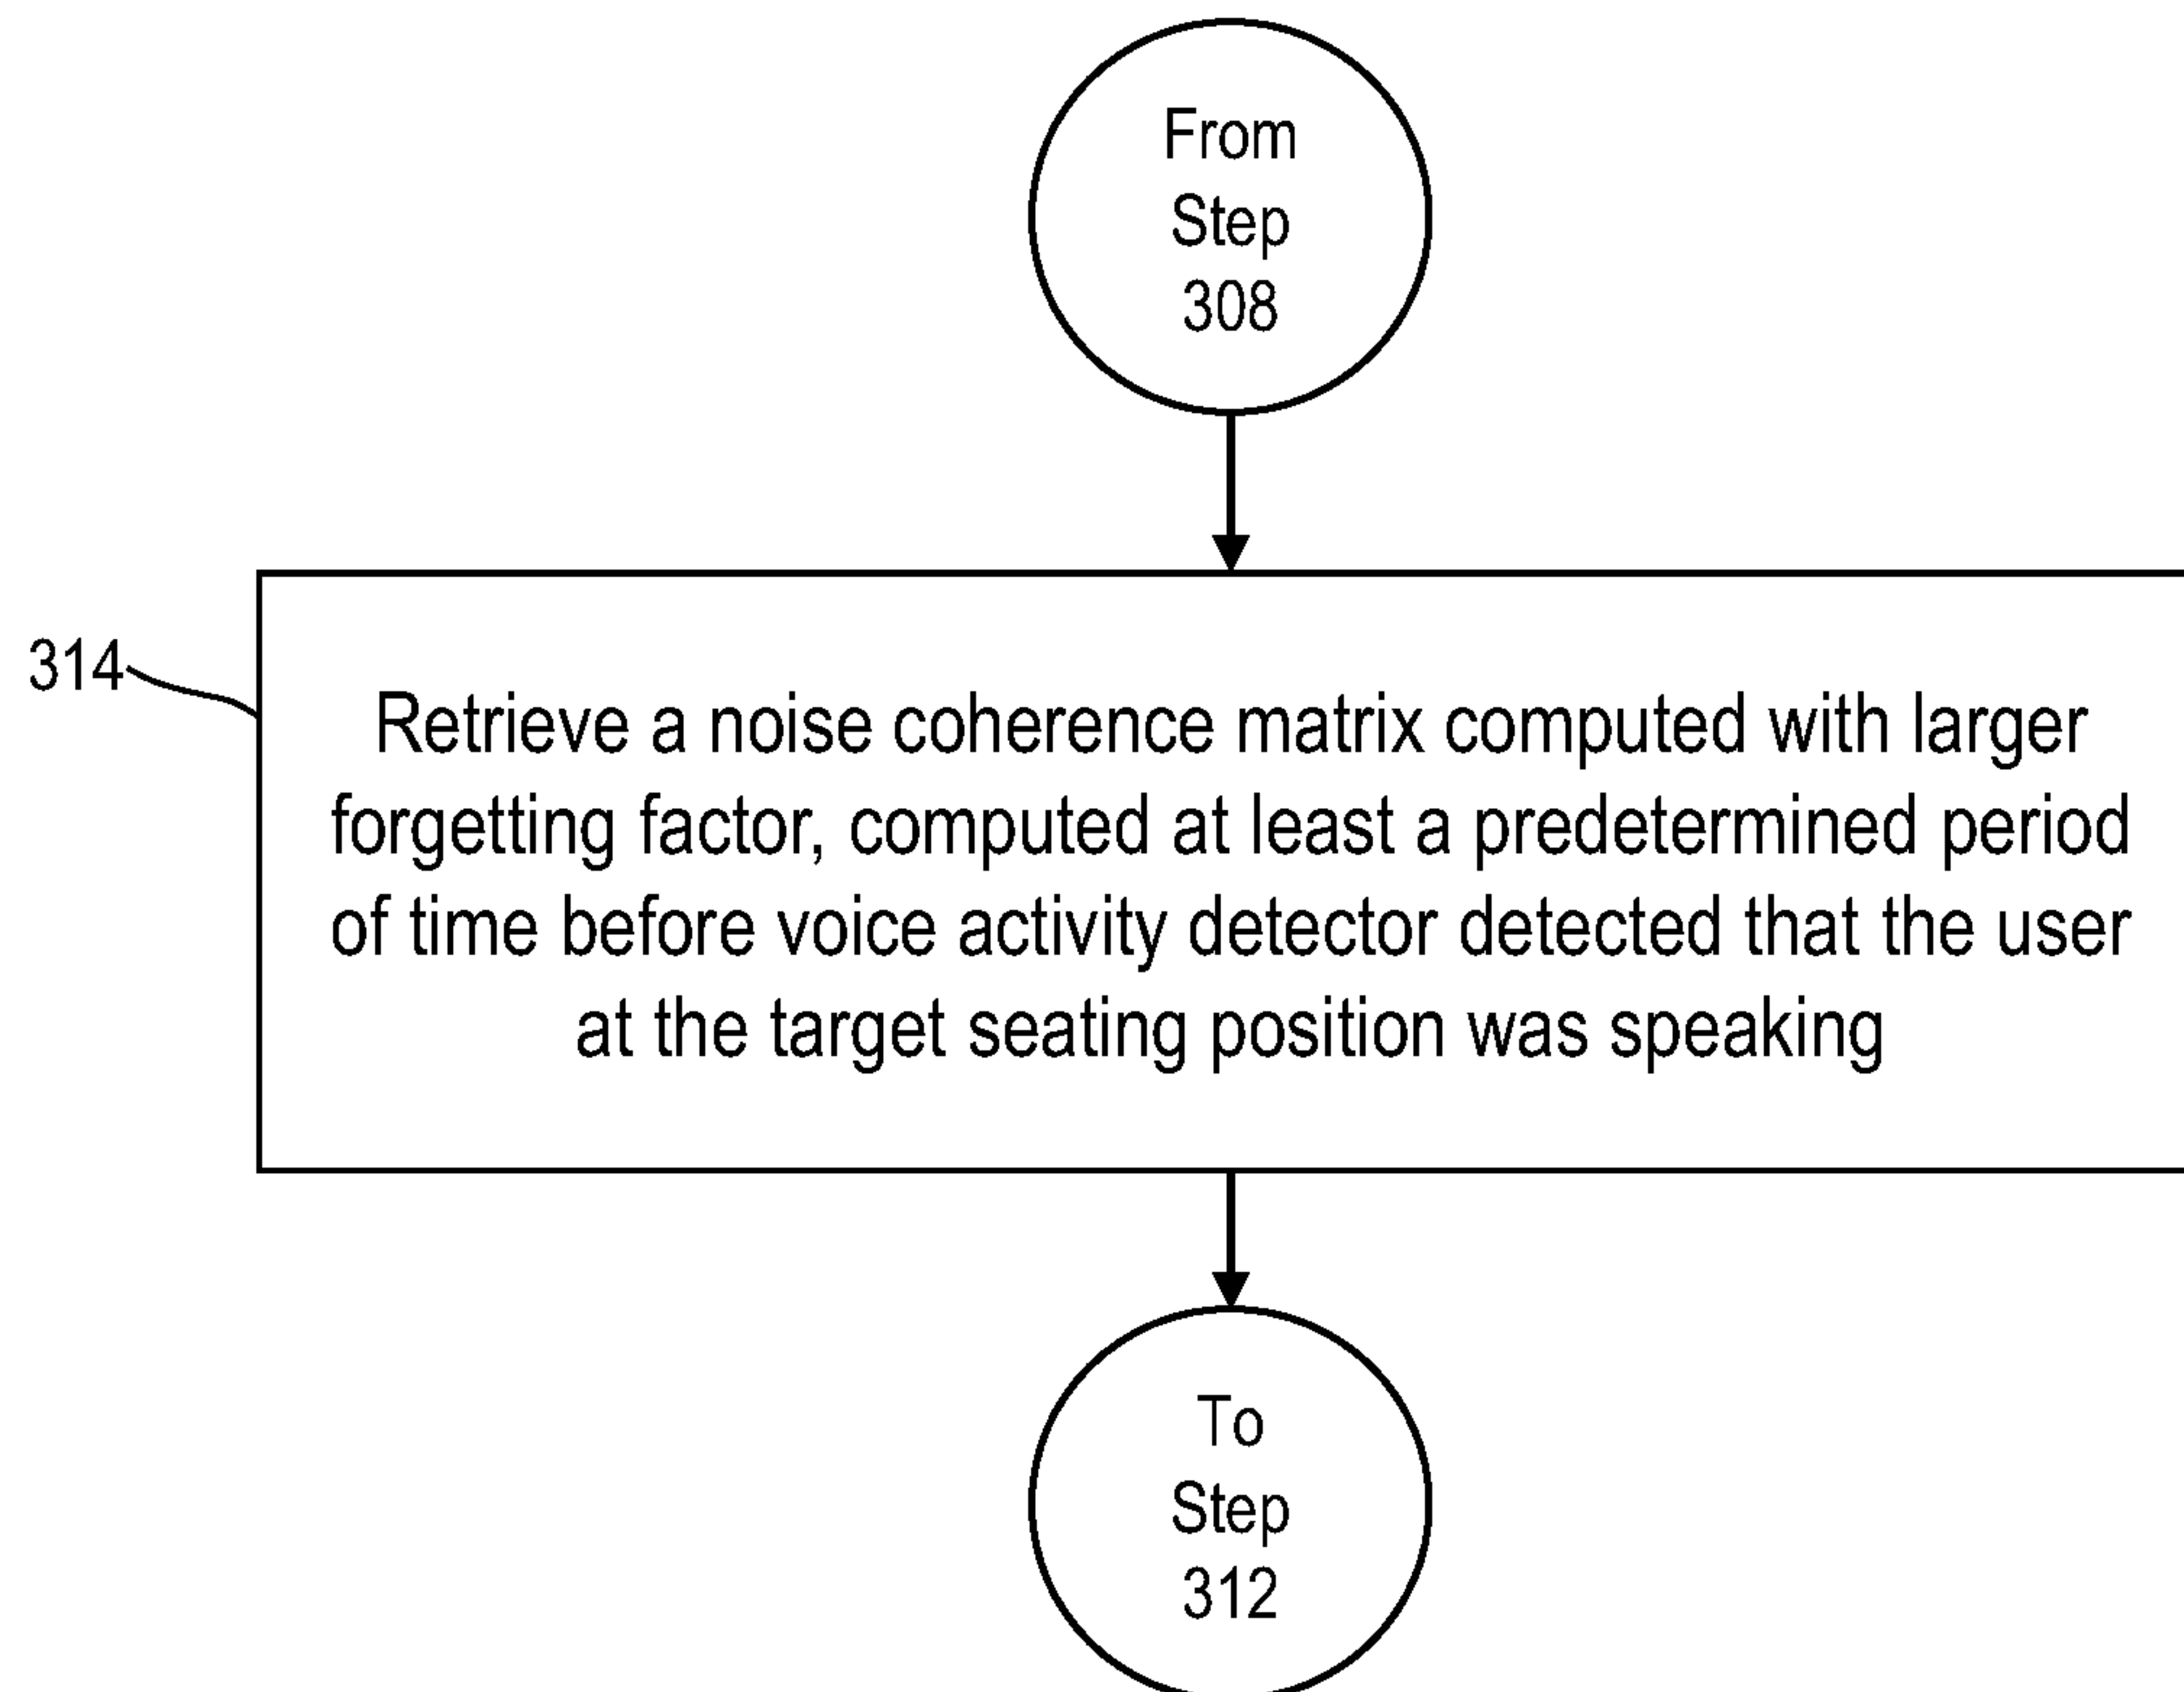 From
Step
308
314
Retrieve a noise coherence matrix computed with larger
forgetting factor, computed at least a predetermined period
of time before voice activity detector detected that the user
at the target seating position was speaking
To
Step
312